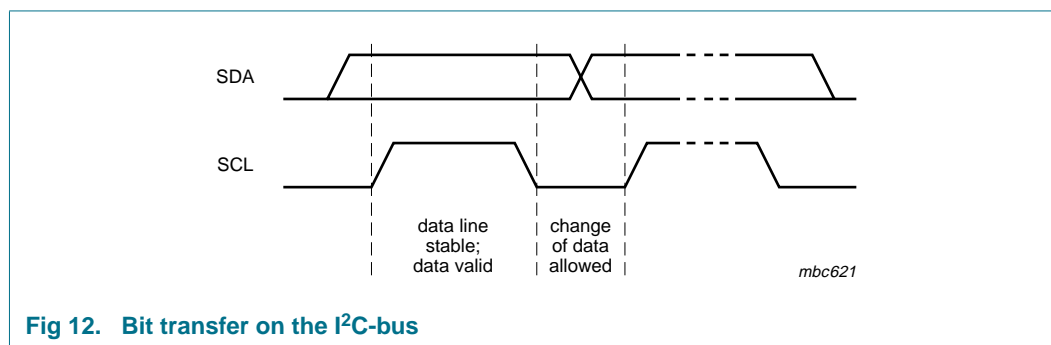 SDA
SCL
data line
stable;
data valid
change
of data
allowed
mbc621
Fig 12. Bit transfer on the I²C-bus